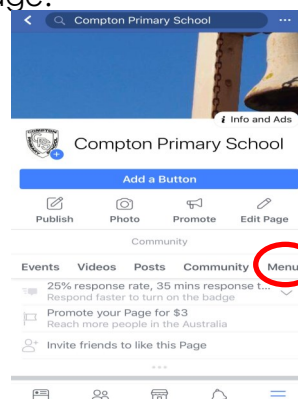 age.
Compton Primary School
i Info and Ads
COMPTON
Compton Primary School
Add a Button
Publish Photo Promote Edit Page
Community
Events Videos Posts Community Menu
25% response rate, 35 mins response t...
Respond faster to turn on the badge
Promote your Page for $3
Reach more people in the Australia
Invite friends to like this Page